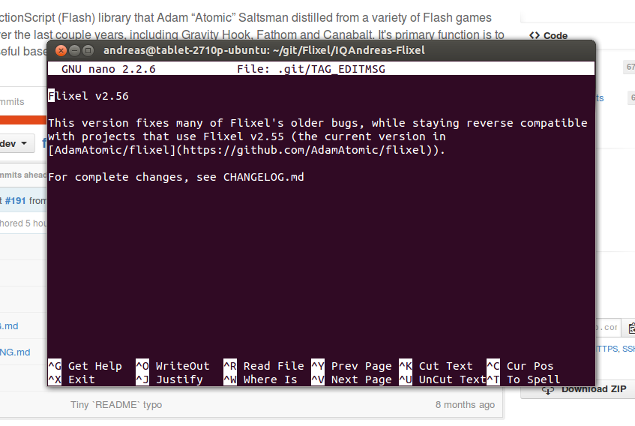 ctionScript (Flash) library that Adam “Atomic” Saltsman distilled from a variety of Flash games
er the last couple years, including Gravity Hook, Fathom and Canabalt. It's primary function is to
eful base
Code
andreas@tablet-2710p-ubuntu: ~/git/Flixel/IQAndreas-Flixel
GNU nano 2.2.6 File: .git/TAG_EDITMSG
Flixel v2.56
This version fixes many of Flixel's older bugs, while staying reverse compatible
with projects that use Flixel v2.55 (the current version in
[AdamAtomic/flixel](https://github.com/AdamAtomic/flixel)).
For complete changes, see CHANGELOG.md
mmits
dev
mmits ahead
t #191 from
hored 5 hou
G.md
NG.md
TTPS, SSH
^G Get Help ^O WriteOut ^R Read File ^Y Prev Page ^K Cut Text ^C Cur Pos
^X Exit ^J Justify ^W Where Is ^V Next Page ^U UnCut Text ^T To Spell
Download ZIP
Tiny `README` typo 8 months ago